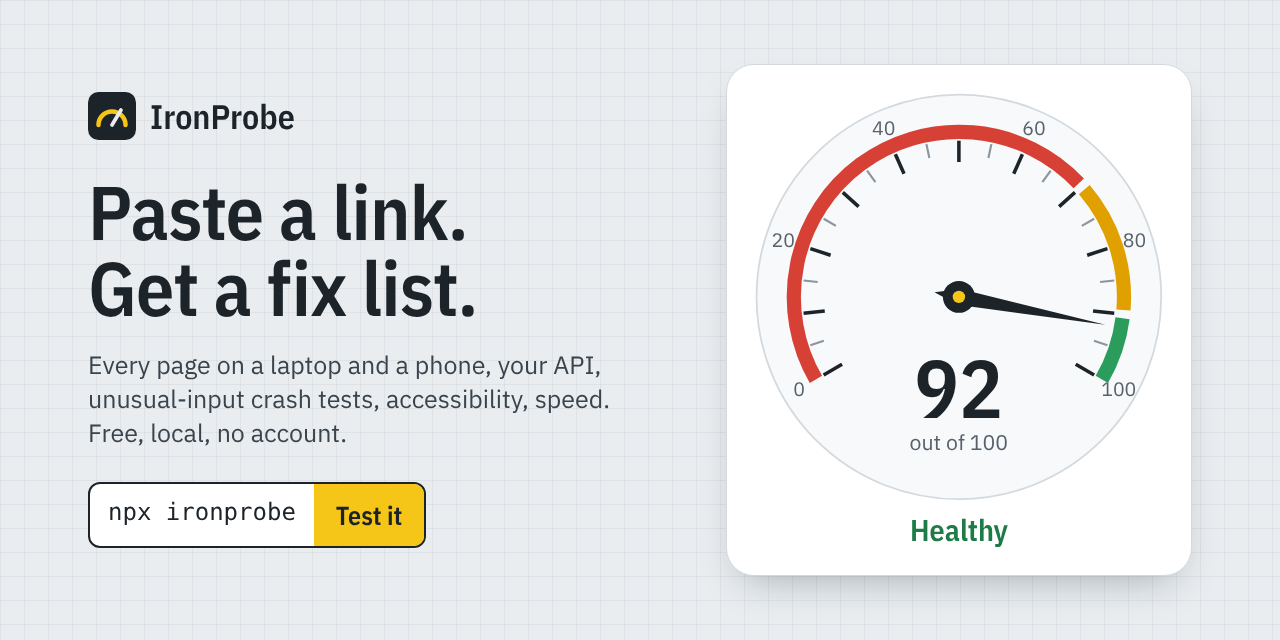 IronProbe
Paste a link.
Get a fix list.
Every page on a laptop and a phone, your API,
unusual-input crash tests, accessibility, speed.
Free, local, no account.
npx ironprobe
Test it
40
60
20
80
0
100
92
out of 100
Healthy